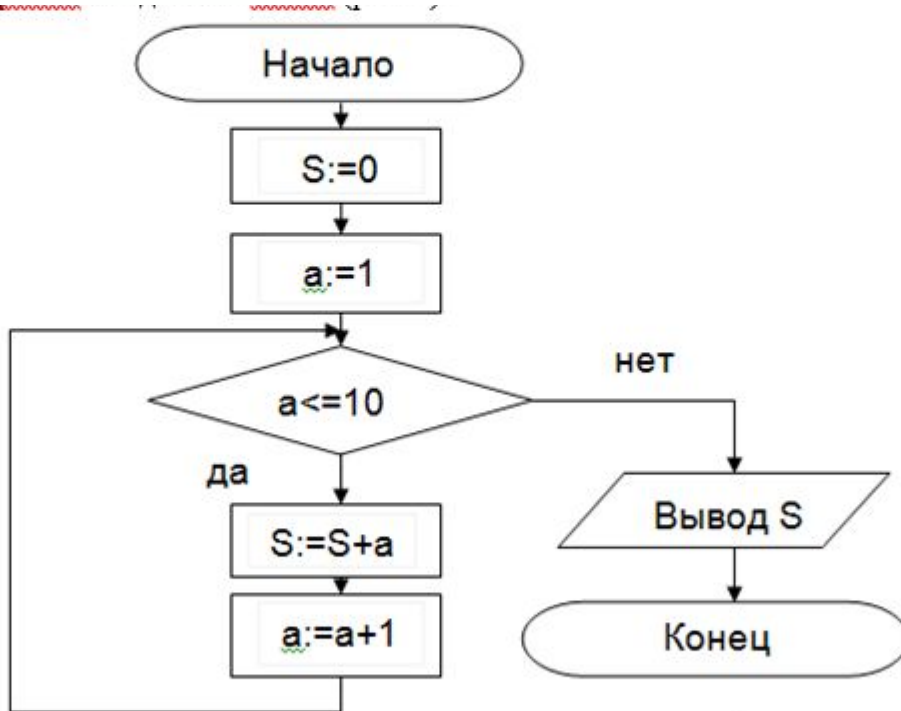 Начало
S:=0
a:=1
a<=10
нет
да
S:=S+a
a:=a+1
Вывод S
Конец